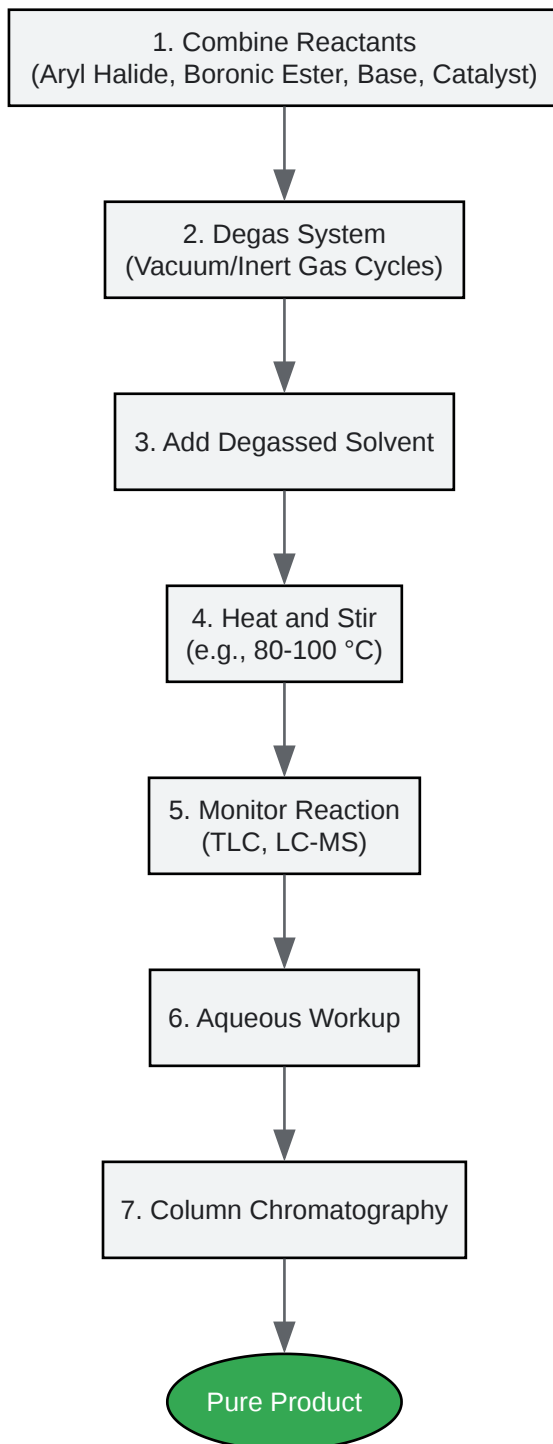 1. Combine Reactants
(Aryl Halide, Boronic Ester, Base, Catalyst)
2. Degas System
(Vacuum/Inert Gas Cycles)
3. Add Degassed Solvent
4. Heat and Stir
(e.g., 80-100 °C)
5. Monitor Reaction
(TLC, LC-MS)
6. Aqueous Workup
7. Column Chromatography
Pure Product